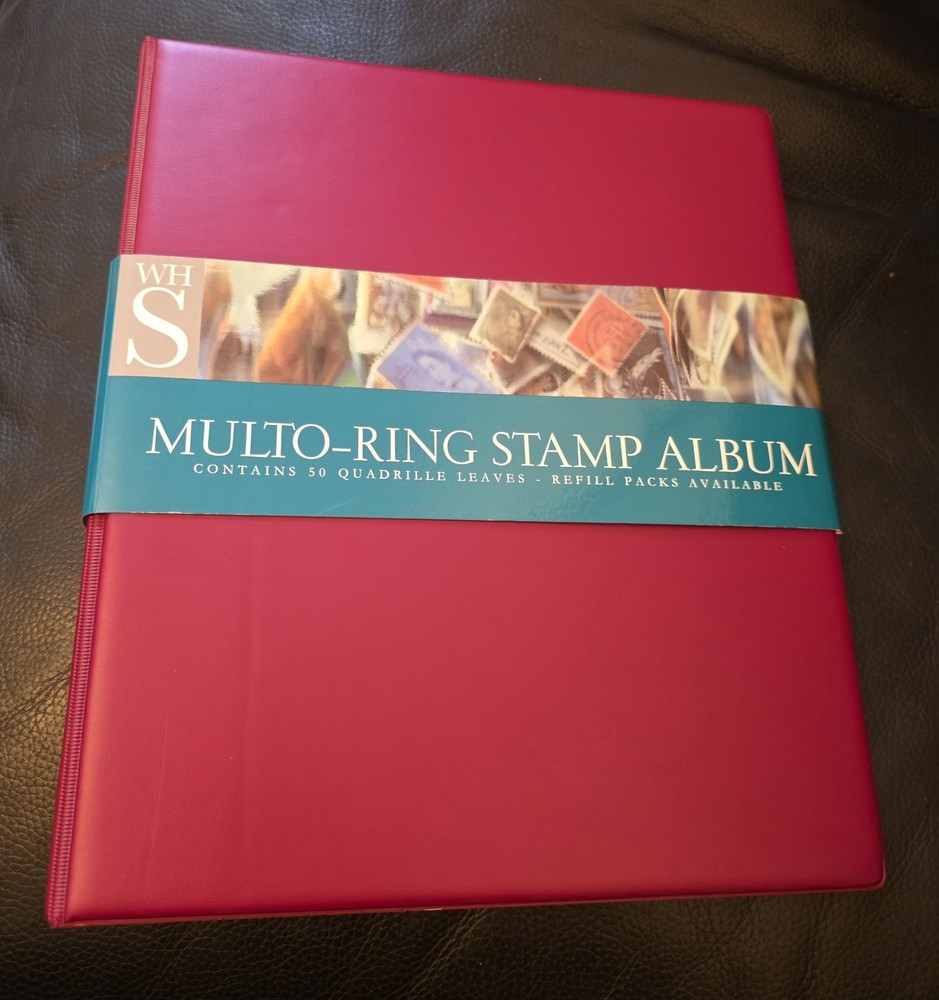 WH
S
MULTO-RING STAMP ALBUM
CONTAINS 50 QUADRILLE LEAVES - REFILL PACKS AVAILABLE